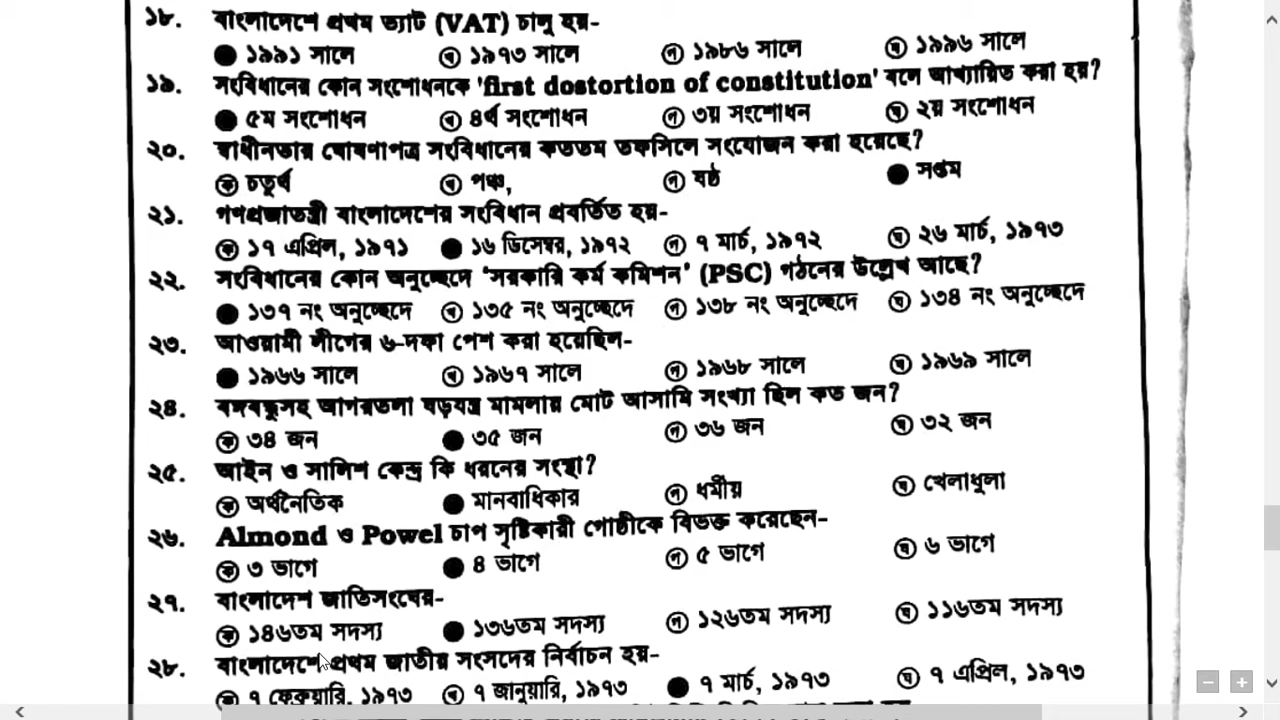 ১৮. বাংলাদেশে প্রথম ভ্যাট (VAT) চালু হয়-
● ১৯৯১ সালে ⓠ ১৯৭৩ সালে ⓖ ১৯৮৬ সালে ⓓ ১৯৯৬ সালে
১৯. সংবিধানের কোন সংশোধনকে 'first dostortion of constitution' বলে আখ্যায়িত করা হয়?
● ৫ম সংশোধন (খ) ৪র্থ সংশোধন (গ) ৩য় সংশোধন (ঘ) ২য় সংশোধন
২০. স্বাধীনতার ঘোষণাপত্র সংবিধানের কততম তফসিলে সংযোজন করা হয়েছে?
(ক) চতুর্থ (খ) পঞ্চ, (গ) ষষ্ঠ ● সপ্তম
২১. গণপ্রজাতন্ত্রী বাংলাদেশের সংবিধান প্রবর্তিত হয়-
(ক) ১৭ এপ্রিল, ১৯৭১ ● ১৬ ডিসেম্বর, ১৯৭২ (গ) ৭ মার্চ, ১৯৭২ (ঘ) ২৬ মার্চ, ১৯৭৩
২২. সংবিধানের কোন অনুচ্ছেদে 'সরকারি কর্ম কমিশন' (PSC) গঠনের উল্লেখ আছে?
● ১৩৭ নং অনুচ্ছেদে (খ) ১৩৫ নং অনুচ্ছেদে (গ) ১৩৮ নং অনুচ্ছেদে (ঘ) ১৩৪ নং অনুচ্ছেদে
২৩. আওয়ামী লীগের ৬-দফা পেশ করা হয়েছিল-
● ১৯৬৬ সালে (খ) ১৯৬৭ সালে (গ) ১৯৬৮ সালে (ঘ) ১৯৬৯ সালে
২৪. বঙ্গবন্ধুসহ আগরতলা ষড়যন্ত্র মামলায় মোট আসামি সংখ্যা ছিল কত জন?
(ক) ৩৪ জন ● ৩৫ জন (গ) ৩৬ জন (ঘ) ৩২ জন
২৫. আইন ও সালিশ কেন্দ্র কি ধরনের সংস্থা?
(ক) অর্থনৈতিক ● মানবাধিকার (গ) ধর্মীয় (ঘ) খেলাধুলা
২৬. Almond ও Powel চাপ সৃষ্টিকারী গোষ্ঠীকে বিভক্ত করেছেন-
(ক) ৩ ভাগে ● ৪ ভাগে (গ) ৫ ভাগে (ঘ) ৬ ভাগে
২৭. বাংলাদেশ জাতিসংঘের-
(ক) ১৪৬তম সদস্য ● ১৩৬তম সদস্য (গ) ১২৬তম সদস্য (ঘ) ১১৬তম সদস্য
২৮. বাংলাদেশে প্রথম জাতীয় সংসদের নির্বাচন হয়-
(ক) ৭ ফেব্রুয়ারি, ১৯৭৩ (খ) ৭ জানুয়ারি, ১৯৭৩ ● ৭ মার্চ, ১৯৭৩ (ঘ) ৭ এপ্রিল, ১৯৭৩